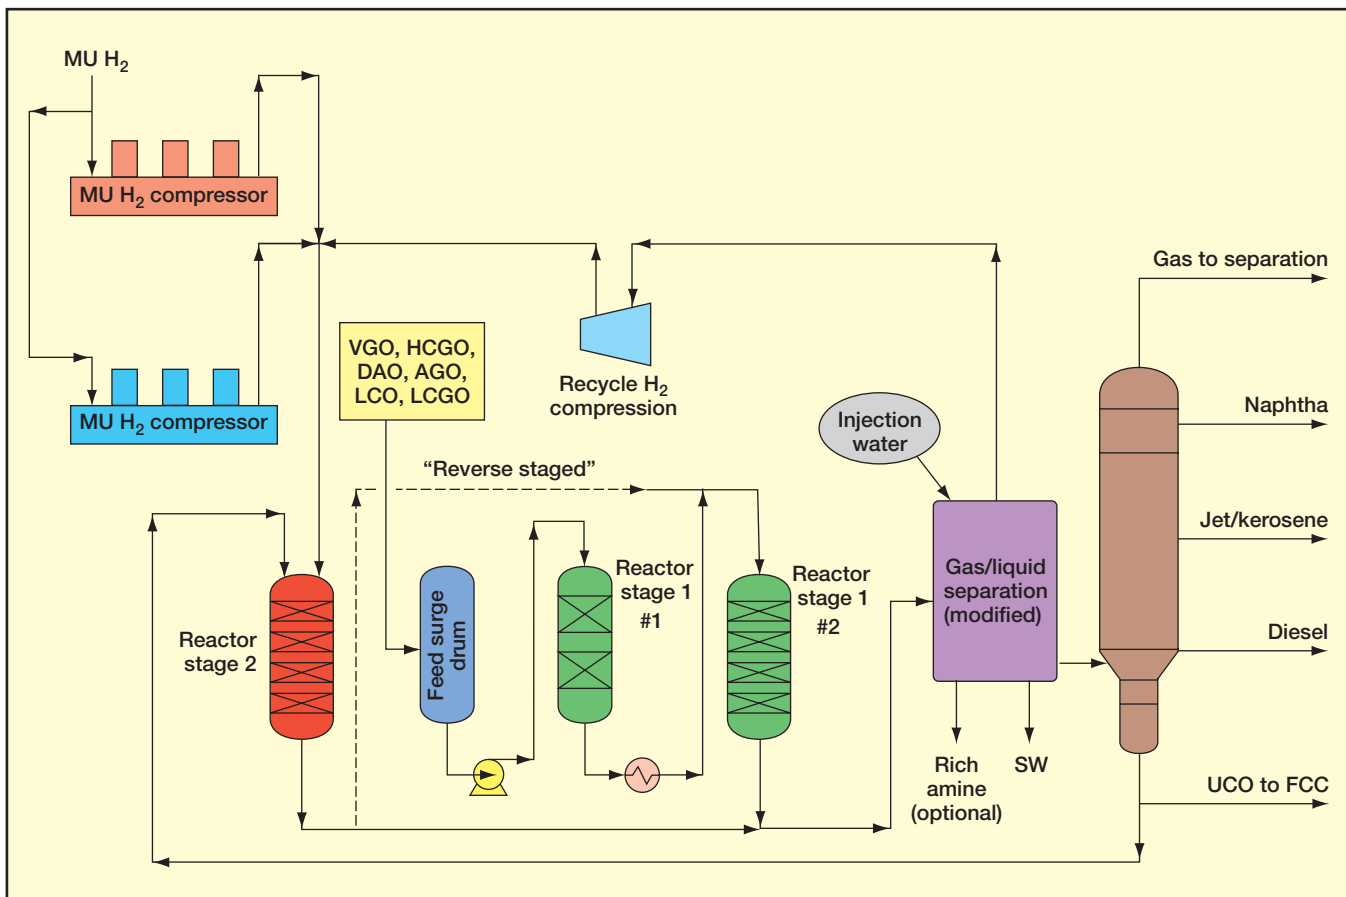 MU H₂
MU H₂ compressor
MU H₂ compressor
VGO, HCGO,
DAO, AGO,
LCO, LCGO
Recycle H₂
compression
Gas to separation
Naphtha
Jet/kerosene
Diesel
UCO to FCC
Injection
water
"Reverse staged"
Reactor
stage 2
Feed surge
drum
Reactor
stage 1
#1
Reactor
stage 1
#2
Gas/liquid
separation
(modified)
Rich
amine
(optional)
SW